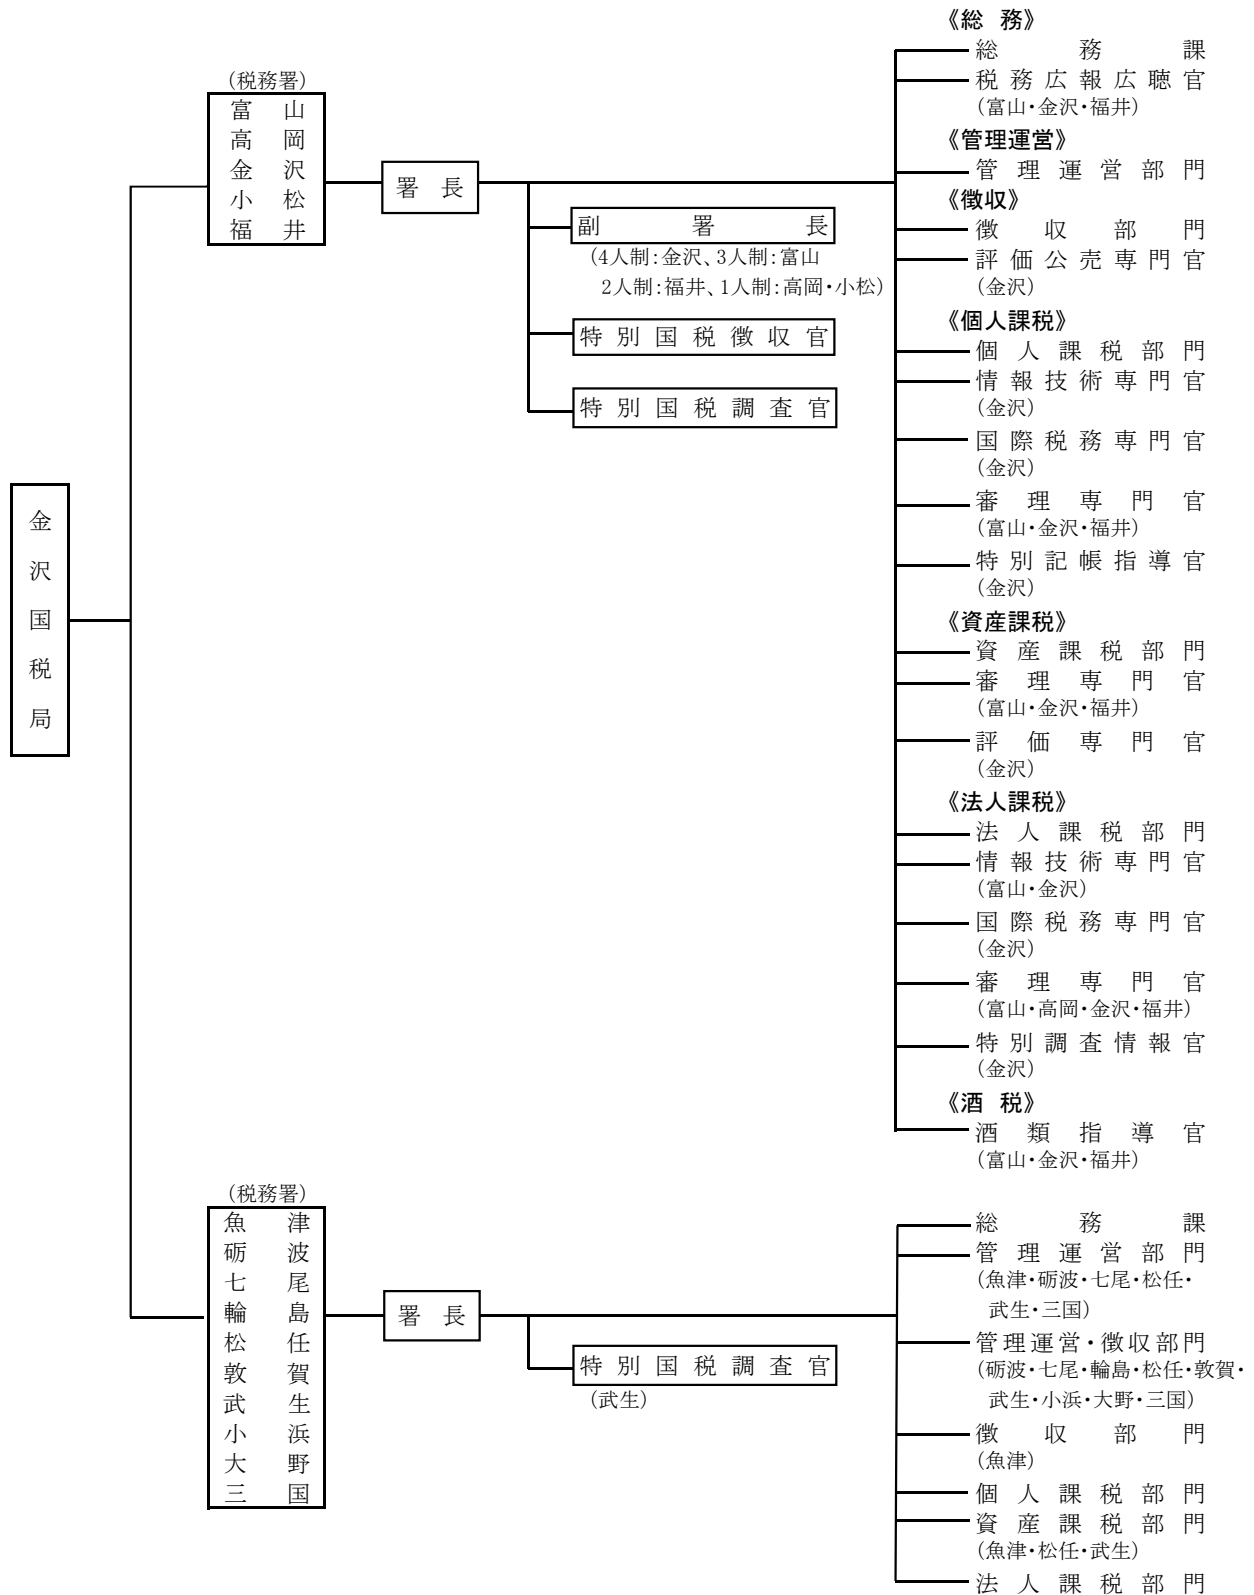 金沢国税局
(税務署)
富山
高岡
金沢
小松
福井
署長
副署長
(4人制:金沢、3人制:富山
2人制:福井、1人制:高岡・小松)
特別国税徴収官
特別国税調査官
《総 務》
総務課
税務広報広聴官
(富山・金沢・福井)
《管理運営》
管理運営部門
《徴収》
徴収部門
評価公売専門官
(金沢)
《個人課税》
個人課税部門
情報技術専門官
(金沢)
国際税務専門官
(金沢)
審理専門官
(富山・金沢・福井)
特別記帳指導官
(金沢)
《資産課税》
資産課税部門
審理専門官
(富山・金沢・福井)
評価専門官
(金沢)
《法人課税》
法人課税部門
情報技術専門官
(富山・金沢)
国際税務専門官
(金沢)
審理専門官
(富山・高岡・金沢・福井)
特別調査情報官
(金沢)
《酒 税》
酒類指導官
(富山・金沢・福井)
(税務署)
魚津
砺波
七尾
輪島
松任
敦賀
武生
小浜
大野
三国
署長
特別国税調査官
(武生)
総務課
管理運営部門
(魚津・砺波・七尾・松任・
武生・三国)
管理運営・徴収部門
(砺波・七尾・輪島・松任・敦賀・
武生・小浜・大野・三国)
徴収部門
(魚津)
個人課税部門
資産課税部門
(魚津・松任・武生)
法人課税部門